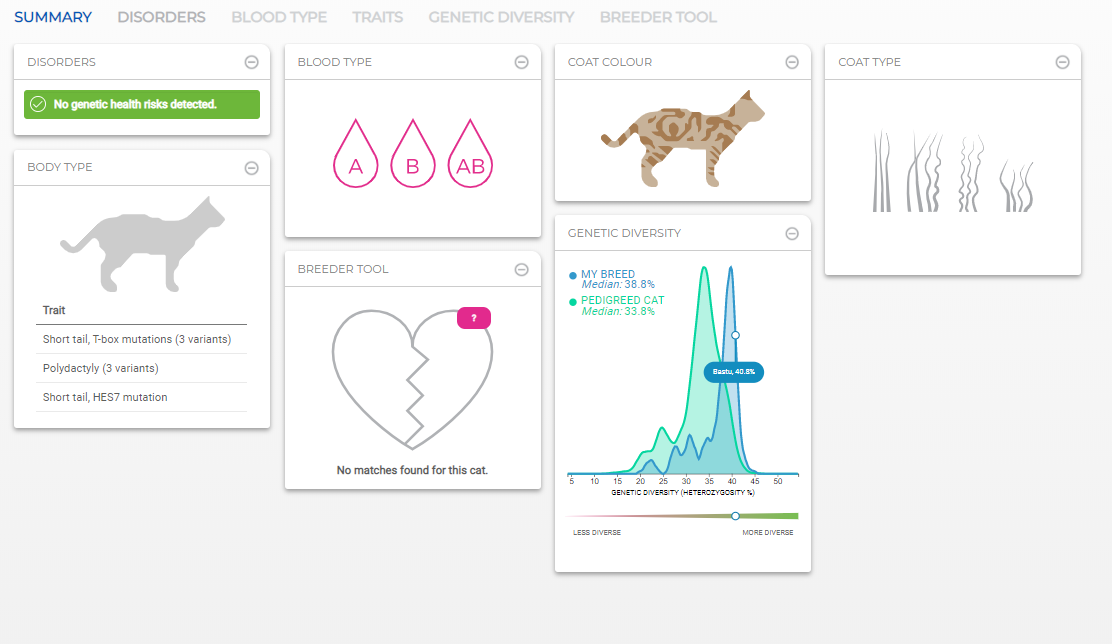 SUMMARY DISORDERS BLOOD TYPE TRAITS GENETIC DIVERSITY BREEDER TOOL
DISORDERS
No genetic health risks detected.
BODY TYPE
Trait
Short tail, T-box mutations (3 variants)
Polydactyly (3 variants)
Short tail, HES7 mutation
BLOOD TYPE
A B AB
BREEDER TOOL
?
No matches found for this cat.
COAT COLOUR
GENETIC DIVERSITY
MY BREED
Median: 38.8%
PEDIGREED CAT
Median: 33.8%
Bastu, 40.8%
5 10 15 20 25 30 35 40 45 50
GENETIC DIVERSITY (HETEROZYGOSITY %)
LESS DIVERSE MORE DIVERSE
COAT TYPE